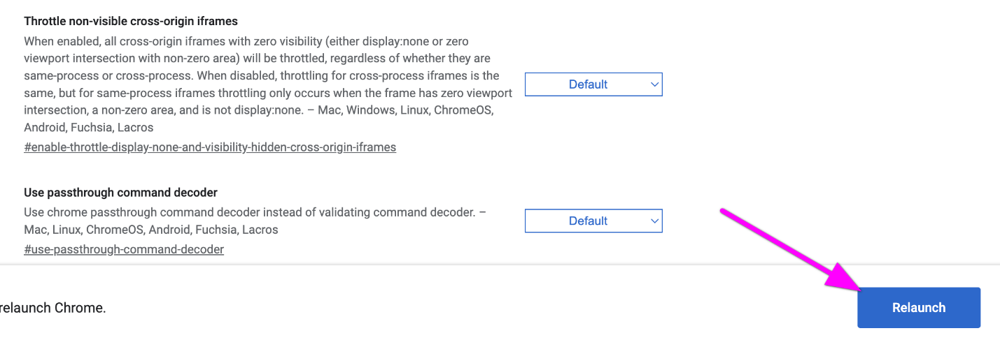 Throttle non-visible cross-origin iframes
When enabled, all cross-origin iframes with zero visibility (either display:none or zero
viewport intersection with non-zero area) will be throttled, regardless of whether they are
same-process or cross-process. When disabled, throttling for cross-process iframes is the
same, but for same-process iframes throttling only occurs when the frame has zero viewport
intersection, a non-zero area, and is not display:none. – Mac, Windows, Linux, ChromeOS,
Android, Fuchsia, Lacros
#enable-throttle-display-none-and-visibility-hidden-cross-origin-iframes
Default
Use passthrough command decoder
Use chrome passthrough command decoder instead of validating command decoder. –
Mac, Linux, ChromeOS, Android, Fuchsia, Lacros
#use-passthrough-command-decoder
Default
relaunch Chrome.
Relaunch